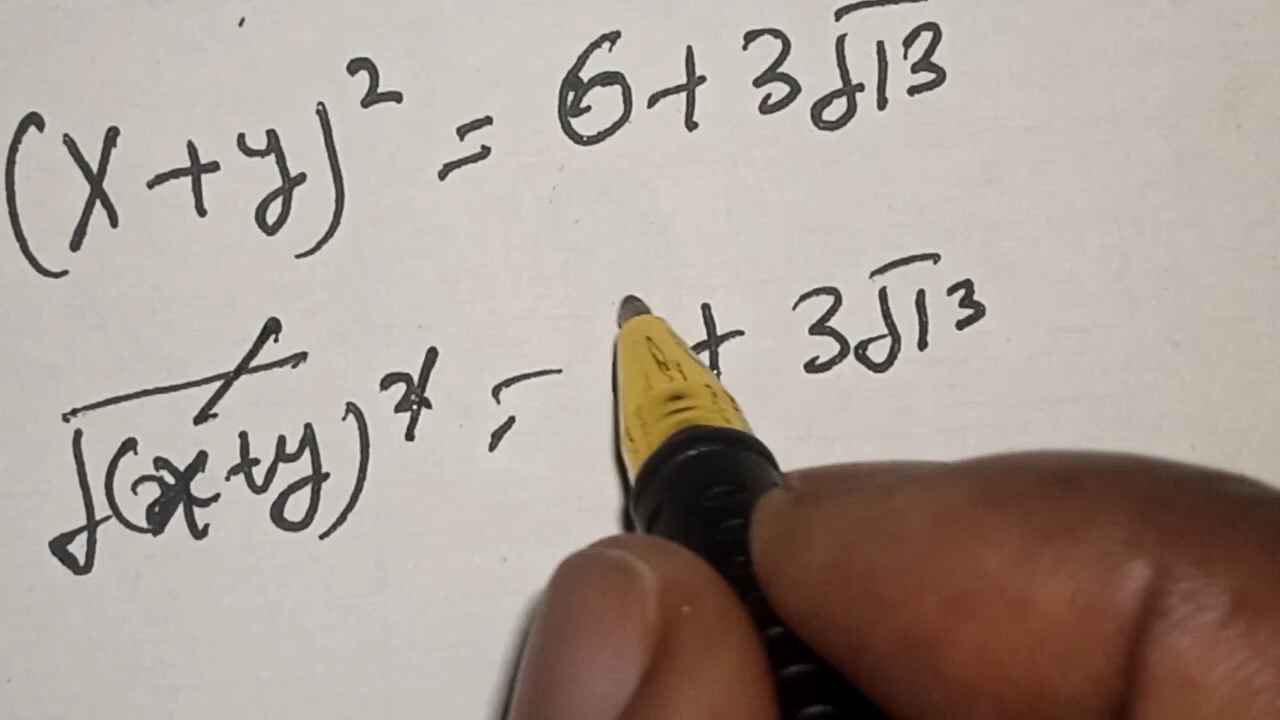 (x+y)² = 6+3√13
√(x+y)² = + 3√13